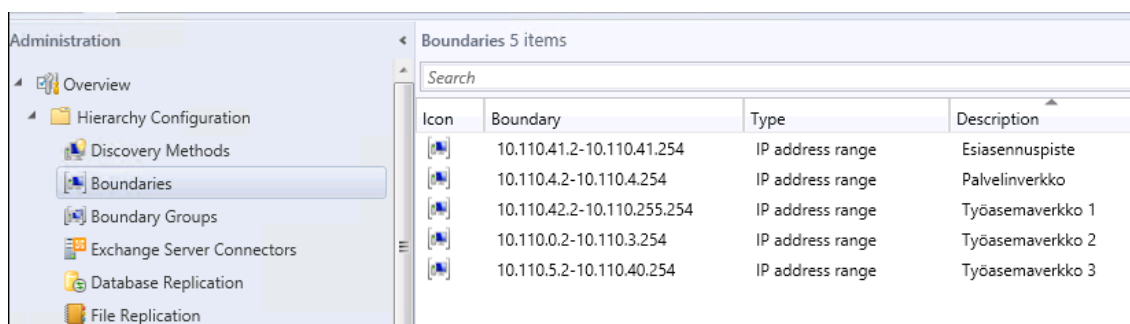 Administration
Overview
Hierarchy Configuration
Discovery Methods
Boundaries
Boundary Groups
Exchange Server Connectors
Database Replication
File Replication
Boundaries 5 items
Search
Icon Boundary Type Description
10.110.41.2-10.110.41.254 IP address range Esiasennuspiste
10.110.4.2-10.110.4.254 IP address range Palvelinverkko
10.110.42.2-10.110.255.254 IP address range Työasemaverkko 1
10.110.0.2-10.110.3.254 IP address range Työasemaverkko 2
10.110.5.2-10.110.40.254 IP address range Työasemaverkko 3